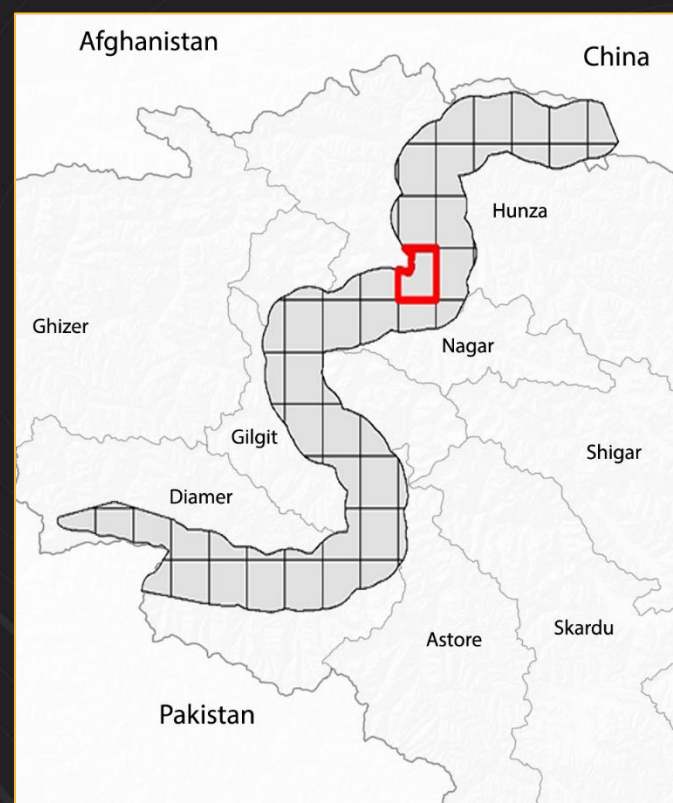 Afghanistan
China
Hunza
Ghizer
Nagar
Gilgit
Shigar
Diamer
Skardu
Astore
Pakistan